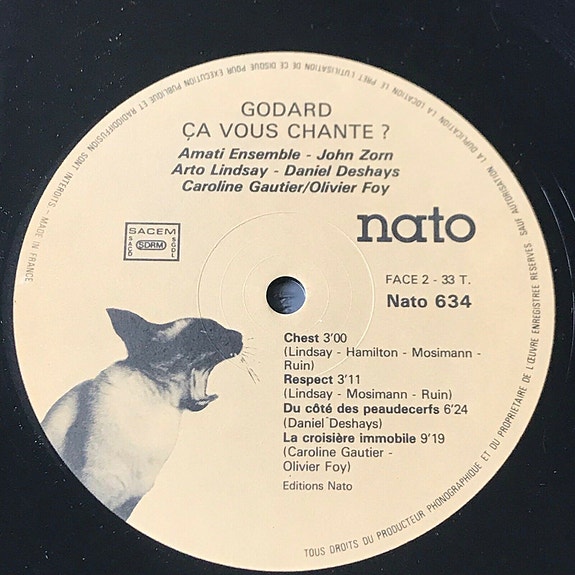 GODARD
ÇA VOUS CHANTE ?
Amati Ensemble - John Zorn
Arto Lindsay - Daniel Deshays
Caroline Gautier/Olivier Foy
nato
SACEM
SACD
SDRM
SGDL
FACE 2 - 33 T.
Nato 634
Chest 3'00
(Lindsay - Hamilton - Mosimann -
Ruin)
Respect 3'11
(Lindsay - Mosimann - Ruin)
Du côté des peaudecerfs 6'24
(Daniel Deshays)
La croisière immobile 9'19
(Caroline Gautier -
Olivier Foy)
Editions Nato
TOUS DROITS DU PRODUCTEUR PHONOGRAPHIQUE ET DU PROPRIETAIRE DE L'ŒUVRE ENREGISTREE RESERVES SAUF AUTORISATION LA DUPLICATION LA LOCATION LE PRET L'UTILISATION DE CE DISQUE POUR EXECUTION PUBLIQUE ET RADIODIFFUSION SONT INTERDITS - MADE IN FRANCE